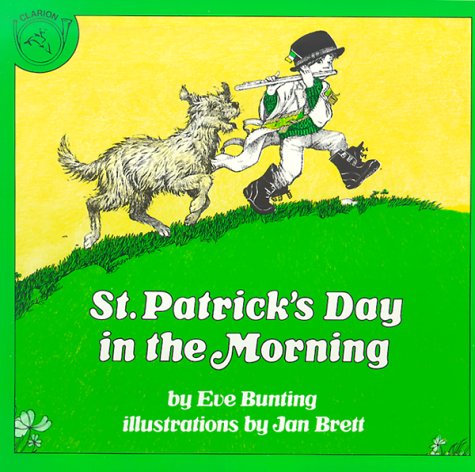 CLARION
St. Patrick's Day
in the Morning
by Eve Bunting
illustrations by Jan Brett